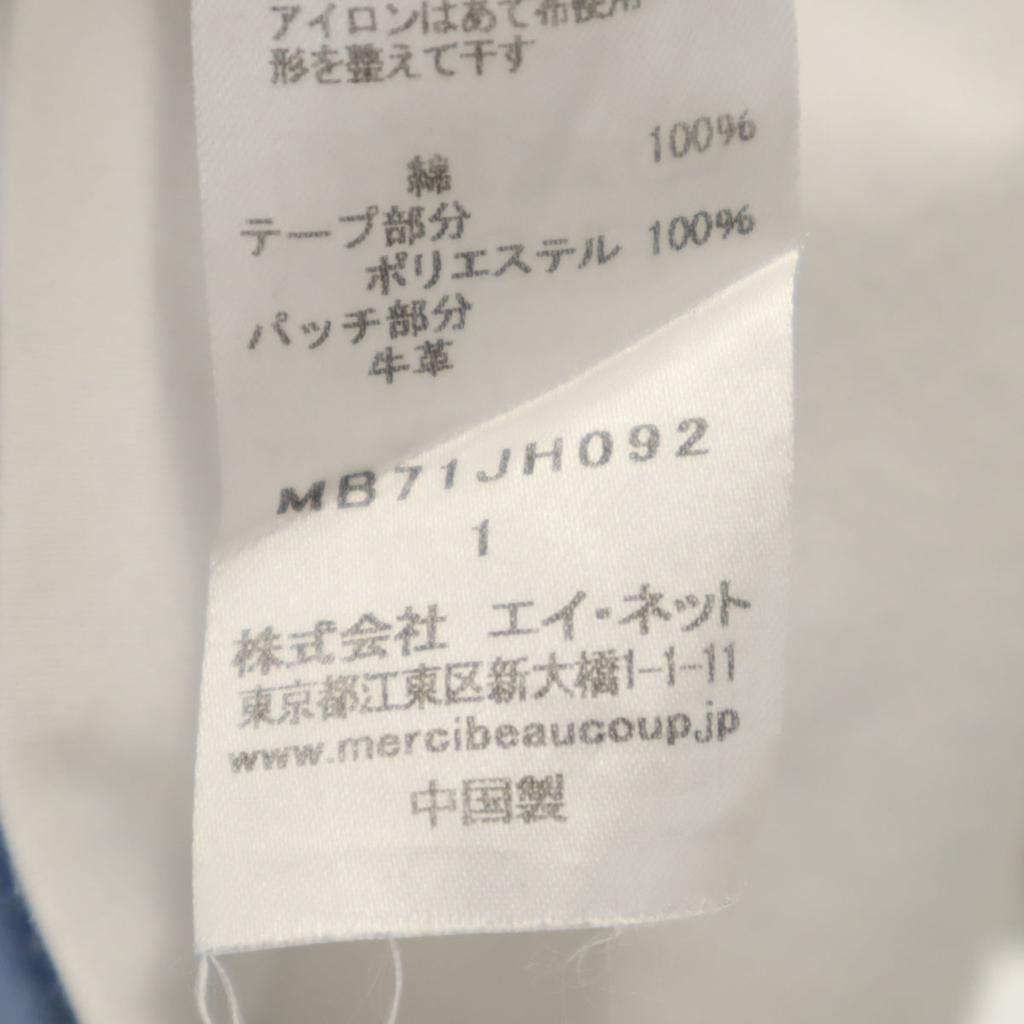 アイロンはあて布使用
形を整えて干す
綿 100%
テープ部分
ポリエステル 100%
パッチ部分
牛革
MB71JH092
1
株式会社 エイ・ネット
東京都江東区新大橋1-1-11
www.mercibeaucoup.jp
中国製